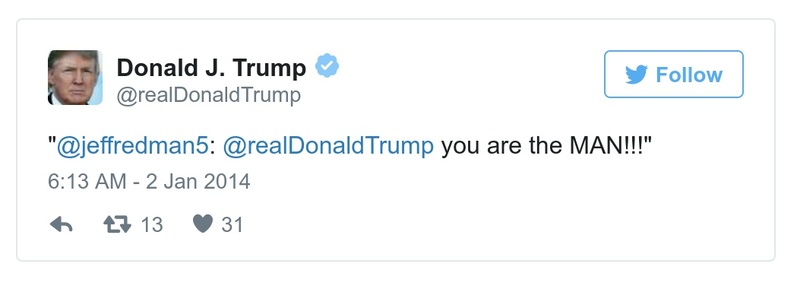 Donald J. Trump
@realDonaldTrump
Follow
"@jeffredman5: @realDonaldTrump you are the MAN!!!"
6:13 AM - 2 Jan 2014
13 31